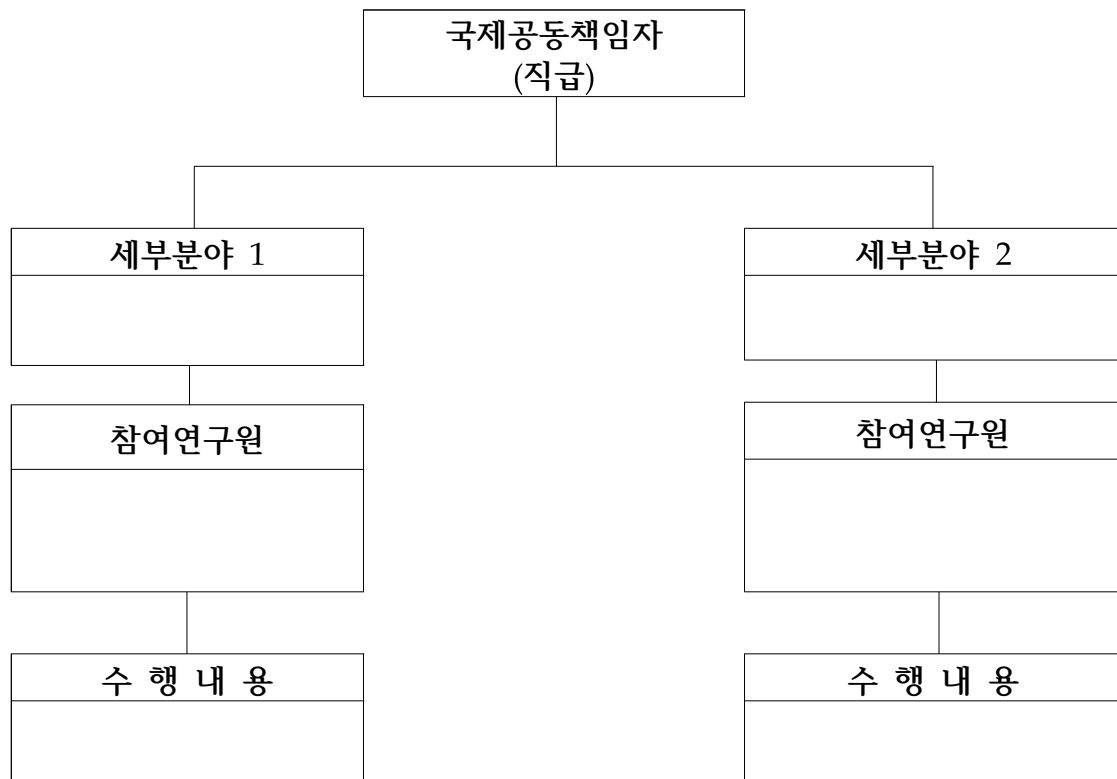 국제공동책임자
(직급)
세부분야 1
세부분야 2
참여연구원
참여연구원
수 행 내 용
수 행 내 용